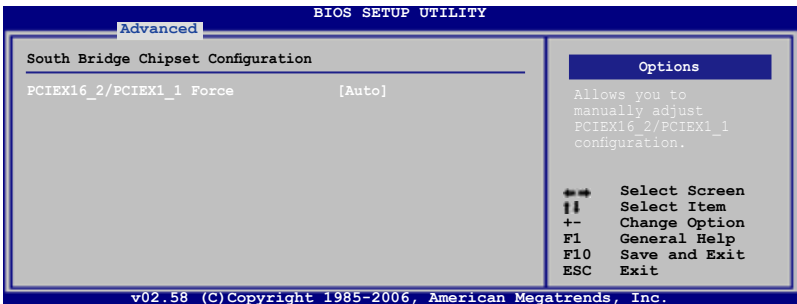 BIOS SETUP UTILITY
Advanced
South Bridge Chipset Configuration
PCIEX16_2/PCIEX1_1 Force [Auto]
Options
Allows you to
manually adjust
PCIEX16_2/PCIEX1_1
configuration.
Select Screen
Select Item
+- Change Option
F1 General Help
F10 Save and Exit
ESC Exit
v02.58 (C)Copyright 1985-2006, American Megatrends, Inc.